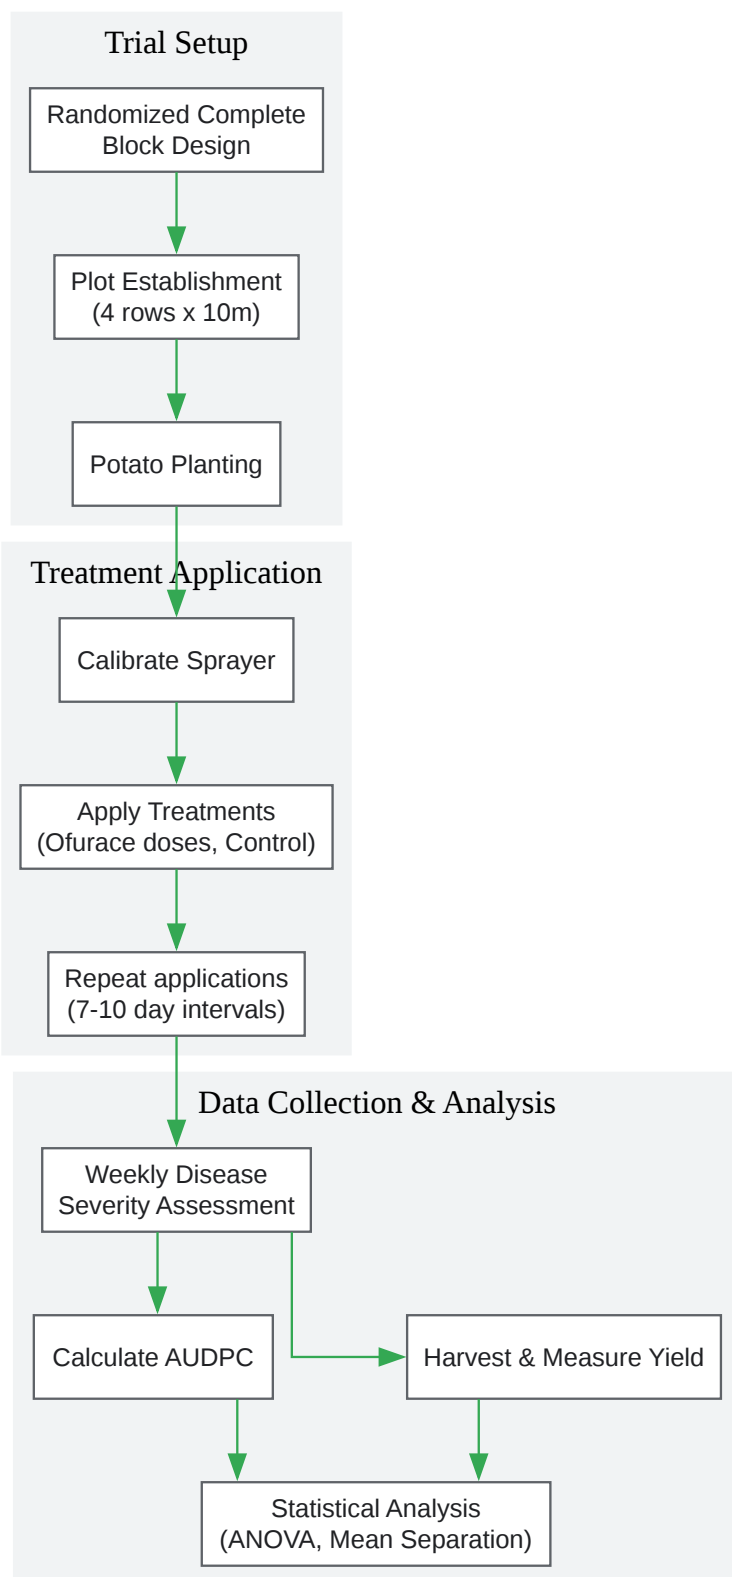 Trial Setup
Randomized Complete
Block Design
Plot Establishment
(4 rows x 10m)
Potato Planting
Treatment Application
Calibrate Sprayer
Apply Treatments
(Ofurace doses, Control)
Repeat applications
(7-10 day intervals)
Data Collection & Analysis
Weekly Disease
Severity Assessment
Calculate AUDPC
Harvest & Measure Yield
Statistical Analysis
(ANOVA, Mean Separation)